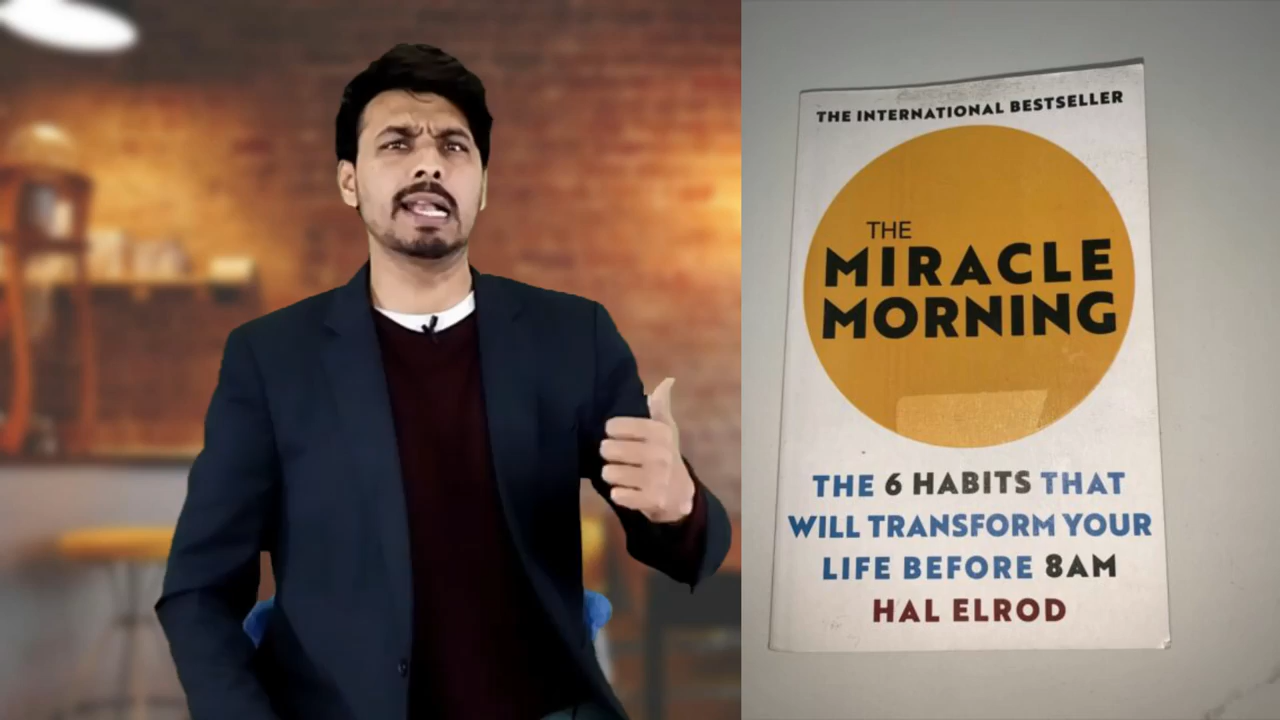 THE INTERNATIONAL BESTSELLER
THE
MIRACLE
MORNING
THE 6 HABITS THAT
WILL TRANSFORM YOUR
LIFE BEFORE 8AM
HAL ELROD